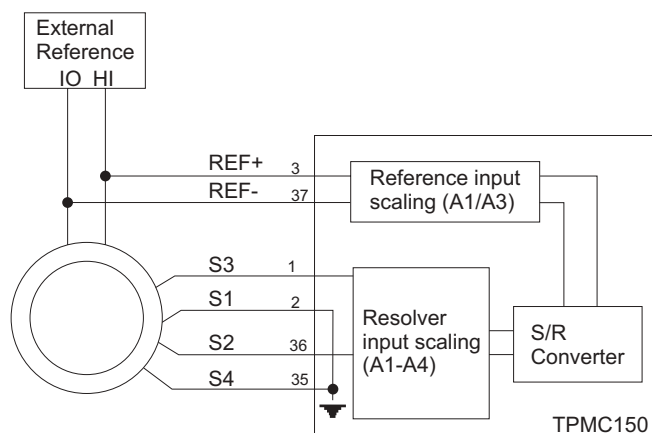 External
Reference
IO HI
REF+ 3
REF- 37
Reference input
scaling (A1/A3)
S3 1
S1 2
S2 36
S4 35
Resolver
input scaling
(A1-A4)
S/R
Converter
TPMC150